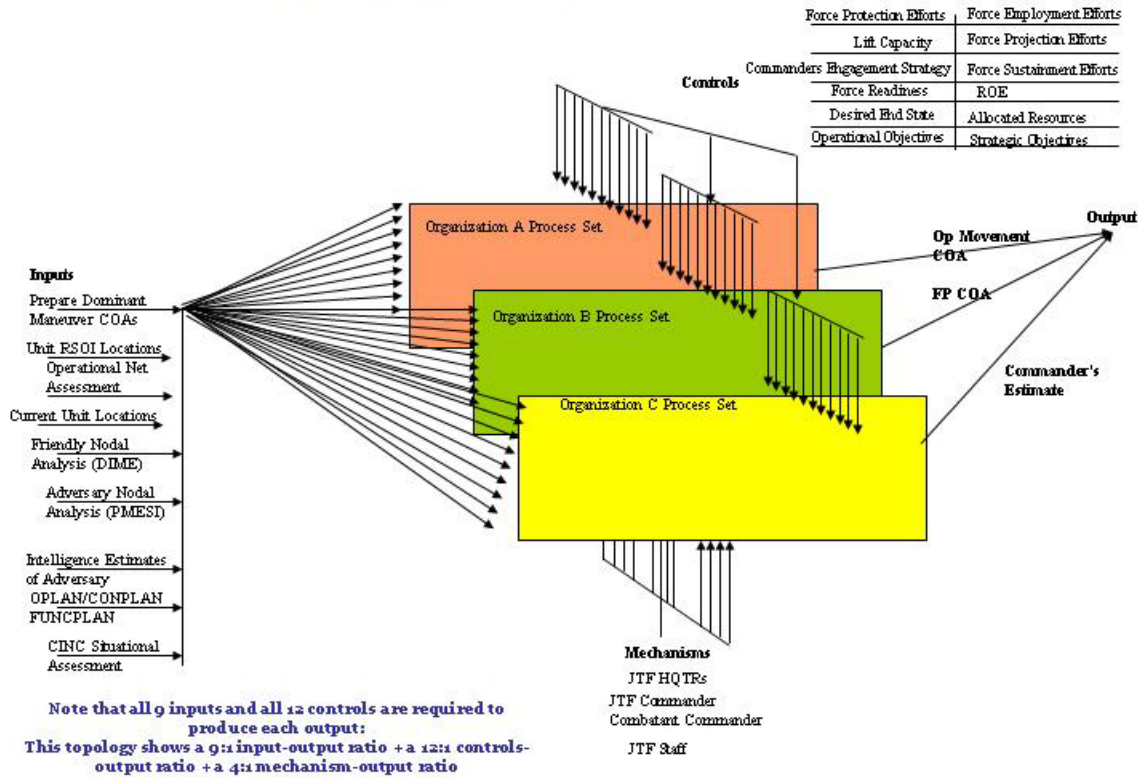 Force Protection Efforts
Force Employment Efforts
Lift Capacity
Force Projection Efforts
Commanders Engagement Strategy
Force Sustainment Efforts
Force Readiness
ROE
Desired End State
Allocated Resources
Operational Objectives
Strategic Objectives
Controls
Organization A Process Set
Output
Op Movement
COA
FP COA
Commander's
Estimate
Inputs
Prepare Dominant
Maneuver COAs
Unit RSOI Locations
Operational Net
Assessment
Current Unit Locations
Friendly Nodal
Analysis (DIME)
Adversary Nodal
Analysis (PMESI)
Intelligence Estimates
of Adversary
OPLAN/CONPLAN
FUNCPLAN
CINC Situational
Assessment
Organization B Process Set
Organization C Process Set
Mechanisms
JTF HQTRs
JTF Commander
Combatant Commander
JTF Staff
Note that all 9 inputs and all 12 controls are required to
produce each output:
This topology shows a 9:1 input-output ratio + a 12:1 controls-
output ratio + a 4:1 mechanism-output ratio